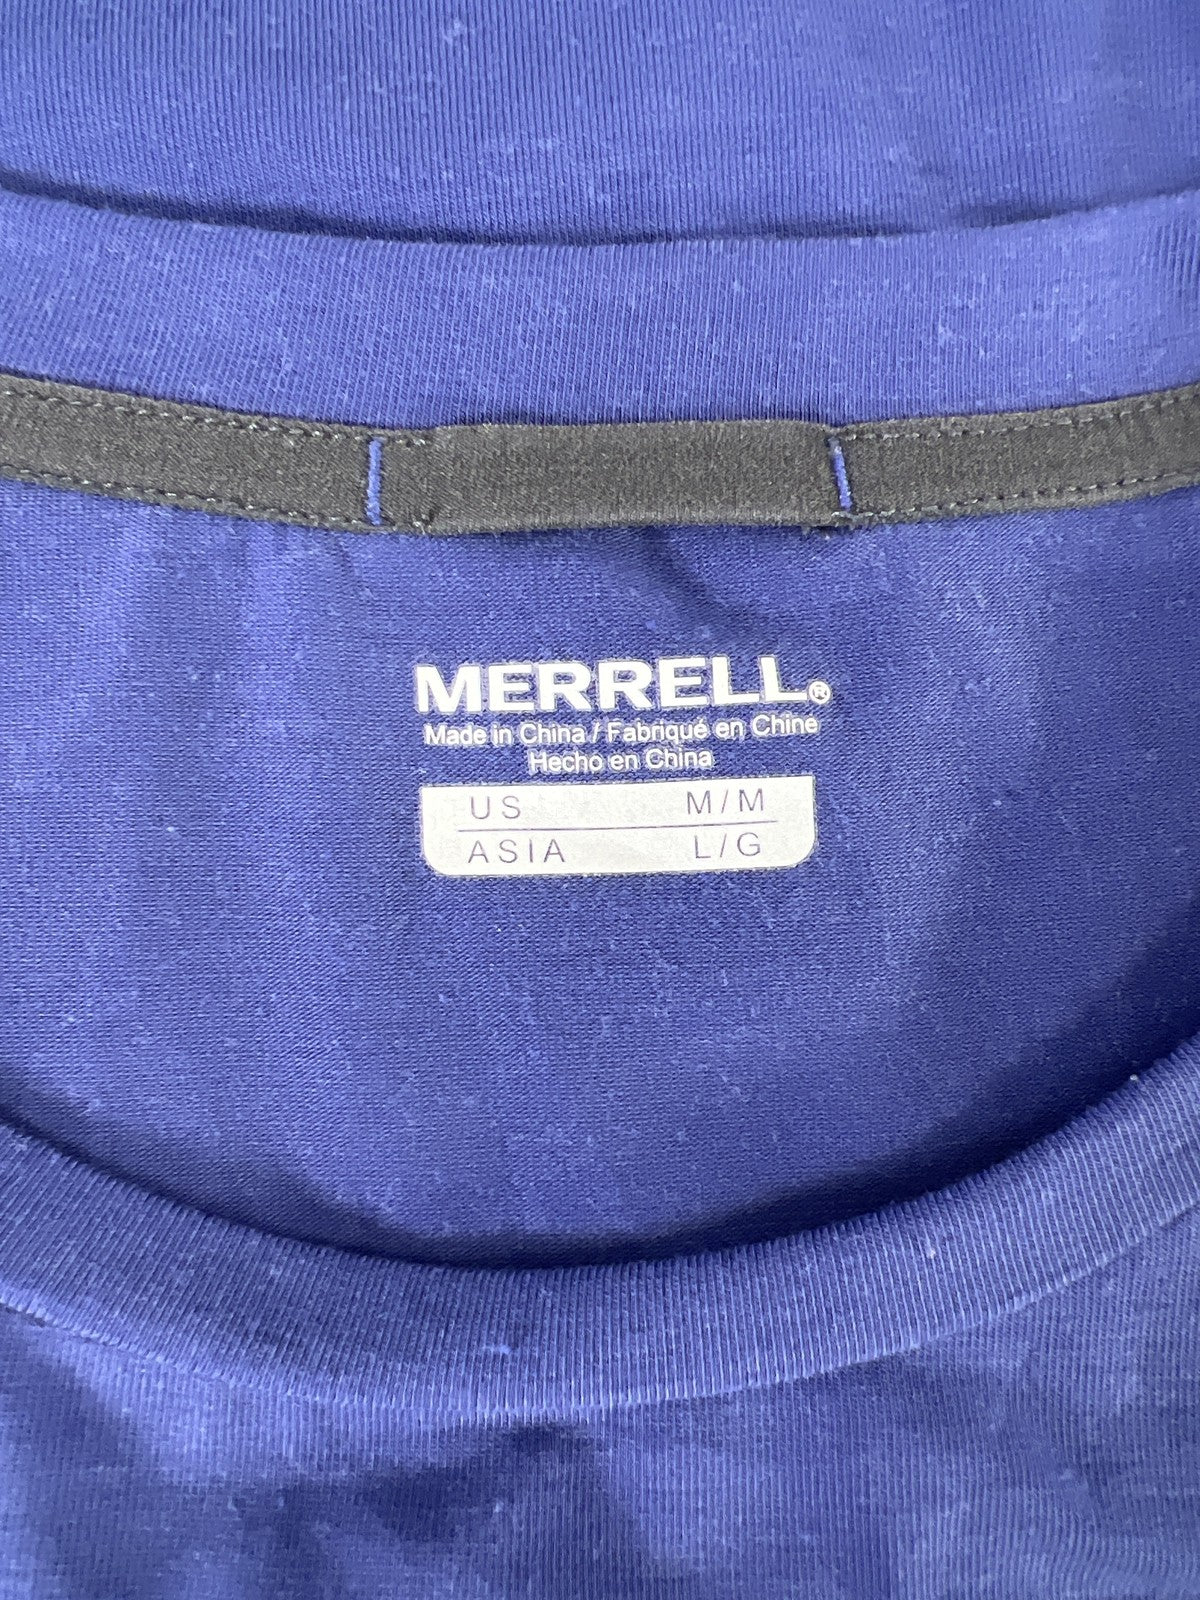 MERRELL®
Made in China / Fabriqué en Chine
Hecho en China
US M/M
ASIA L/G